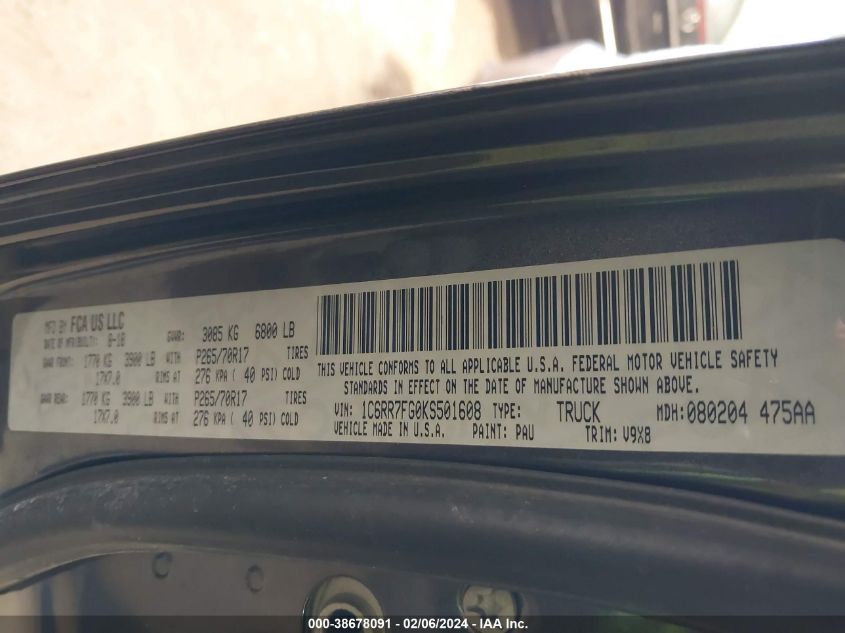 MFD BY FCA US LLC
DATE OF MFR(BUILT): 8-18 GVWR: 3085 KG 6800 LB
GAWR FRONT: 1770 KG 3900 LB WITH P265/70R17 TIRES
17X7.0 RIMS AT 276 KPA ( 40 PSI) COLD
GAWR REAR: 1770 KG 3900 LB WITH P265/70R17 TIRES
17X7.0 RIMS AT 276 KPA ( 40 PSI) COLD
THIS VEHICLE CONFORMS TO ALL APPLICABLE U.S.A. FEDERAL MOTOR VEHICLE SAFETY
STANDARDS IN EFFECT ON THE DATE OF MANUFACTURE SHOWN ABOVE.
VIN: 1C6RR7FG0KS501608 TYPE: TRUCK MDH:080204 475AA
VEHICLE MADE IN U.S.A. PAINT: PAU TRIM: V9X8
000-38678091 - 02/06/2024 - IAA Inc.